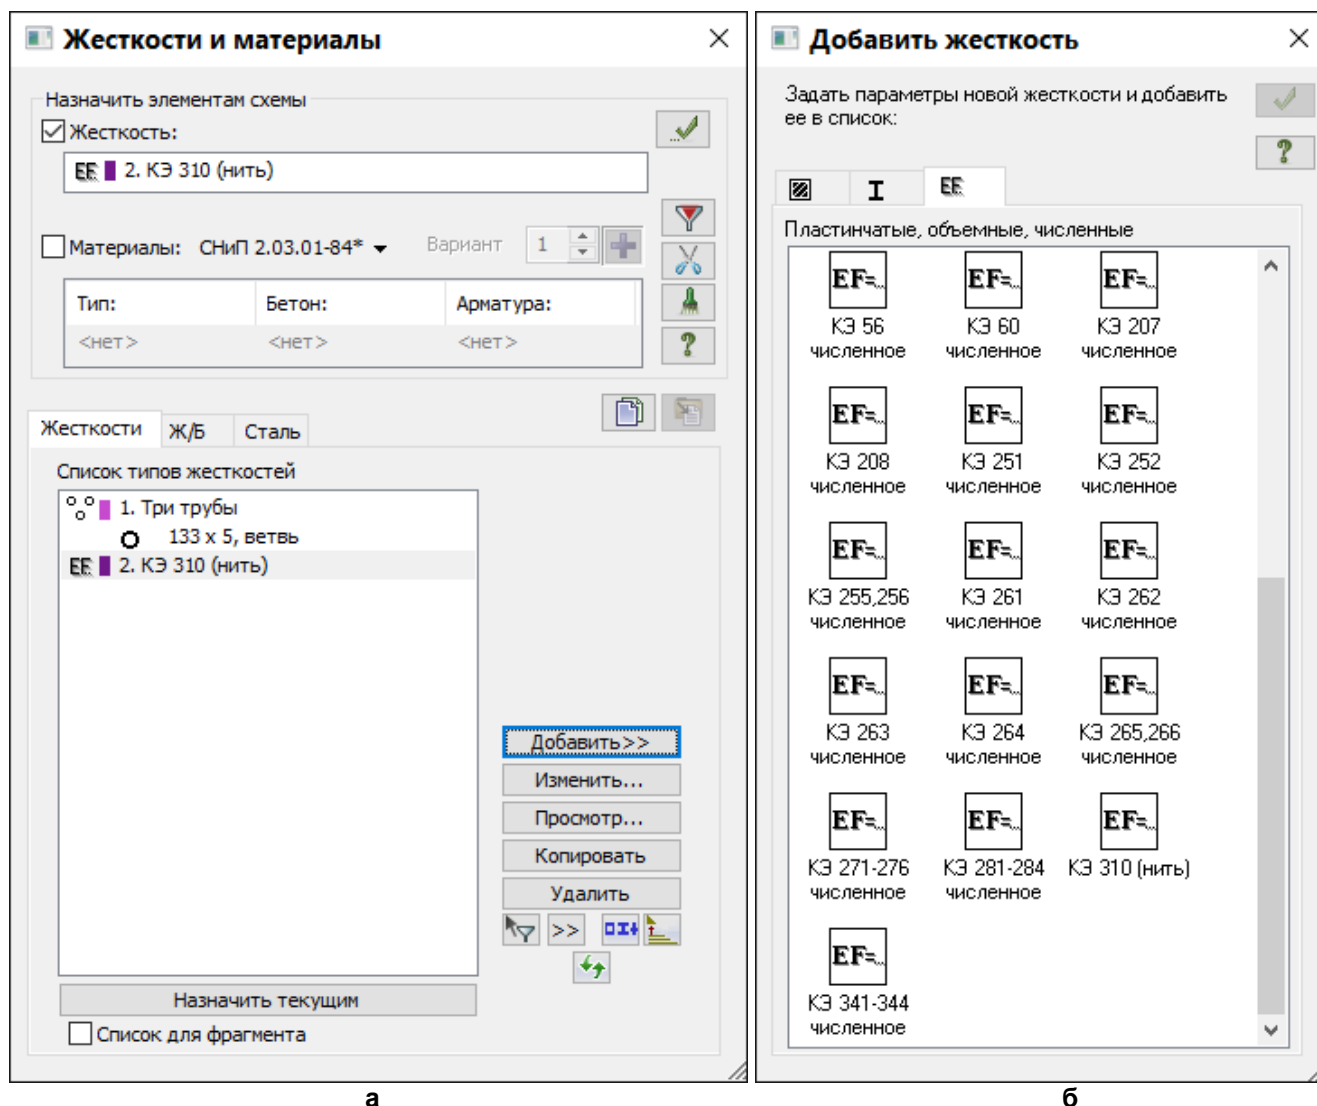 Жесткости и материалы
Назначить элементам схемы
Жесткость:
EF. 2. КЭ 310 (нить)
Материалы: СНиП 2.03.01-84* Вариант 1
Тип: Бетон: Арматура:
<нет> <нет> <нет>
Жесткости Ж/Б Сталь
Список типов жесткостей
1. Три трубы
133 x 5, ветвь
EF. 2. КЭ 310 (нить)
Добавить>>
Изменить...
Просмотр...
Копировать
Удалить
>>
Назначить текущим
Список для фрагмента
а
Добавить жесткость
Задать параметры новой жесткости и добавить
ее в список:
I EF.
Пластинчатые, объемные, численные
EF=... EF=... EF=...
КЭ 56 КЭ 60 КЭ 207
численное численное численное
EF=... EF=... EF=...
КЭ 208 КЭ 251 КЭ 252
численное численное численное
EF=... EF=... EF=...
КЭ 255,256 КЭ 261 КЭ 262
численное численное численное
EF=... EF=... EF=...
КЭ 263 КЭ 264 КЭ 265,266
численное численное численное
EF=... EF=... EF=...
КЭ 271-276 КЭ 281-284 КЭ 310 (нить)
численное численное
EF=...
КЭ 341-344
численное
б